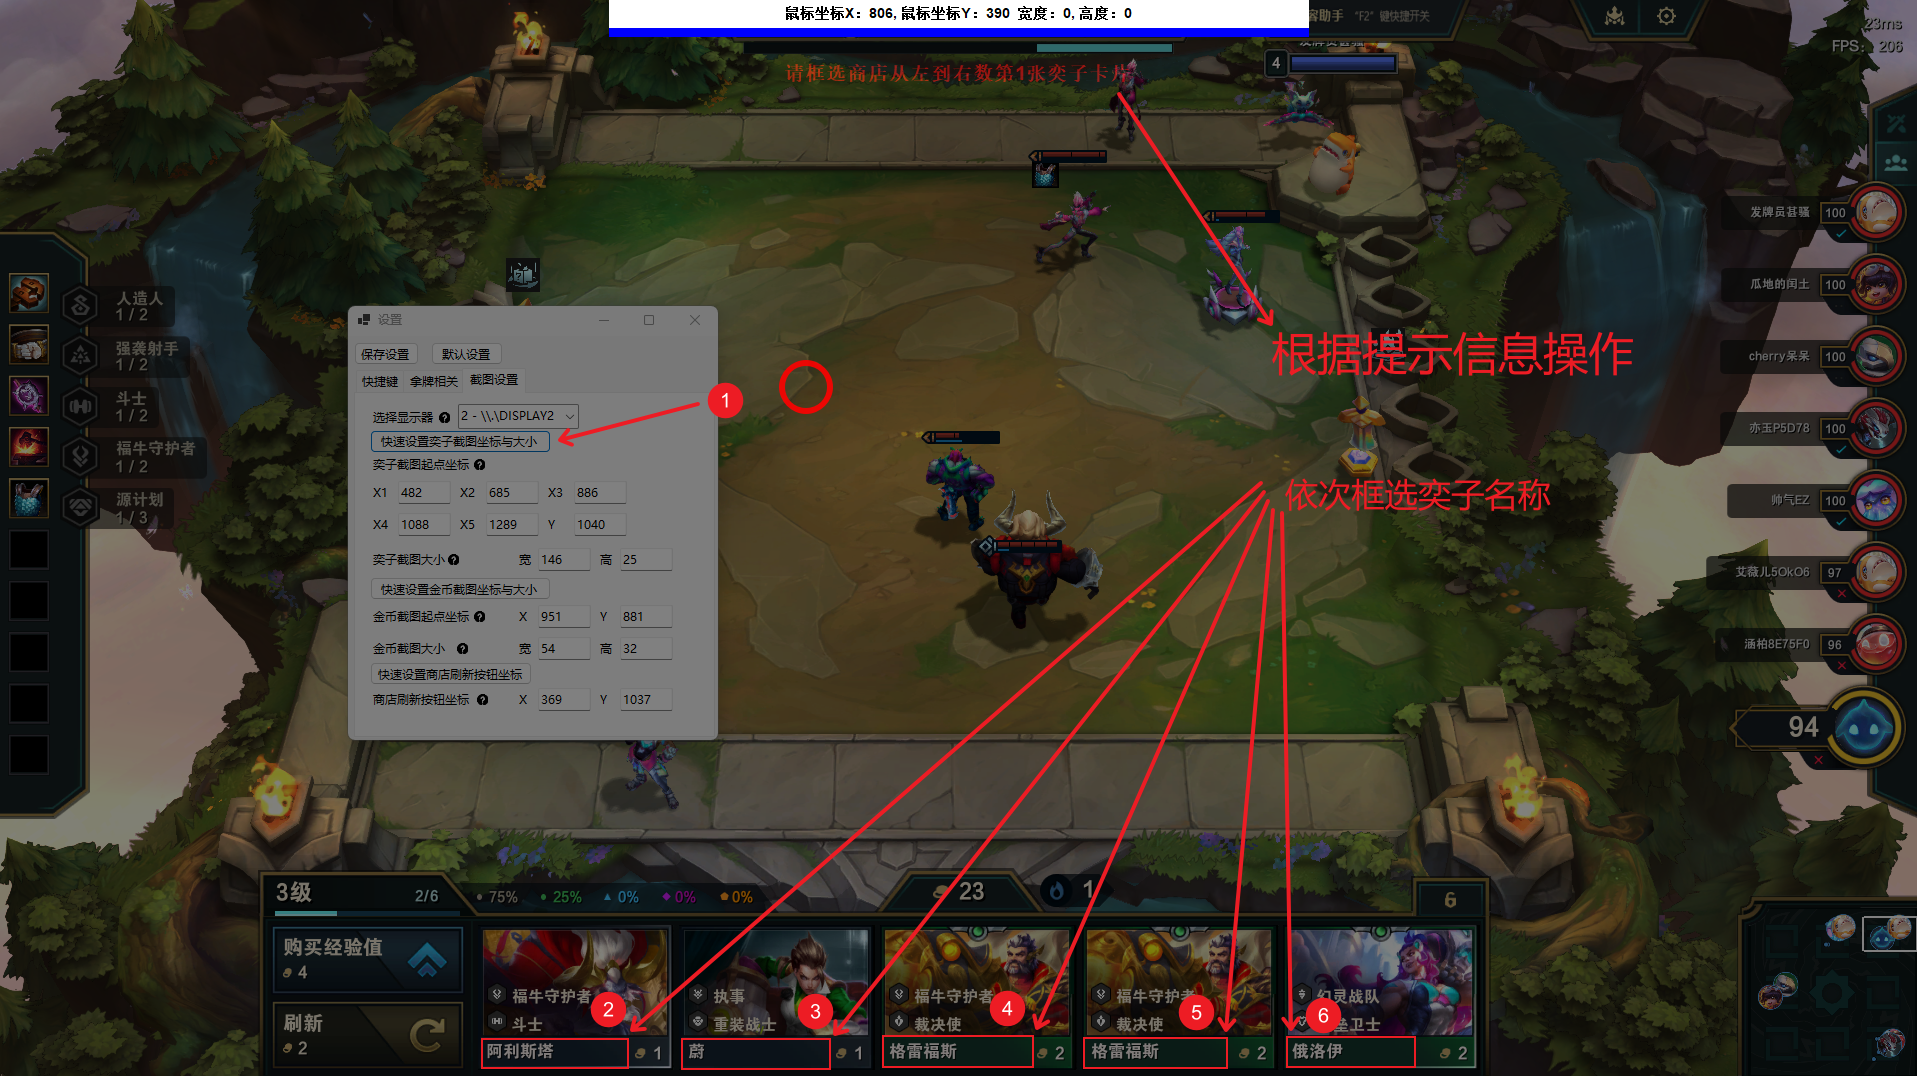 鼠标坐标X：806, 鼠标坐标Y：390 宽度：0, 高度：0
容助手 "F2" 键快捷开关
23ms
FPS: 206
发牌员甚骚
4
请框选商店从左到右数第1张奕子卡片
发牌员甚骚 100
瓜地的闰土 100
cherry呆呆 100
亦玉P5D78 100
帅气EZ 100
艾薇儿5OkO6 97
涵柏8E75F0 96
94
人造人
1 / 2
强袭射手
1 / 2
斗士
1 / 2
福牛守护者
1 / 2
源计划
1 / 3
设置
保存设置 默认设置
快捷键 拿牌相关 截图设置
选择显示器 2 - \\.\DISPLAY2
快速设置奕子截图坐标与大小
奕子截图起点坐标
X1 482 X2 685 X3 886
X4 1088 X5 1289 Y 1040
奕子截图大小 宽 146 高 25
快速设置金币截图坐标与大小
金币截图起点坐标 X 951 Y 881
金币截图大小 宽 54 高 32
快速设置商店刷新按钮坐标
商店刷新按钮坐标 X 369 Y 1037
1
根据提示信息操作
依次框选奕子名称
3级 2/6
75% 25% 0% 0% 0%
23
1
6
购买经验值
4
刷新
2
福牛守护者
斗士
2
阿利斯塔 1
执事
重装战士
3
蔚 1
福牛守护者
裁决使
4
格雷福斯 2
福牛守护者
裁决使
5
格雷福斯 2
幻灵战队
垒卫士
6
俄洛伊 2